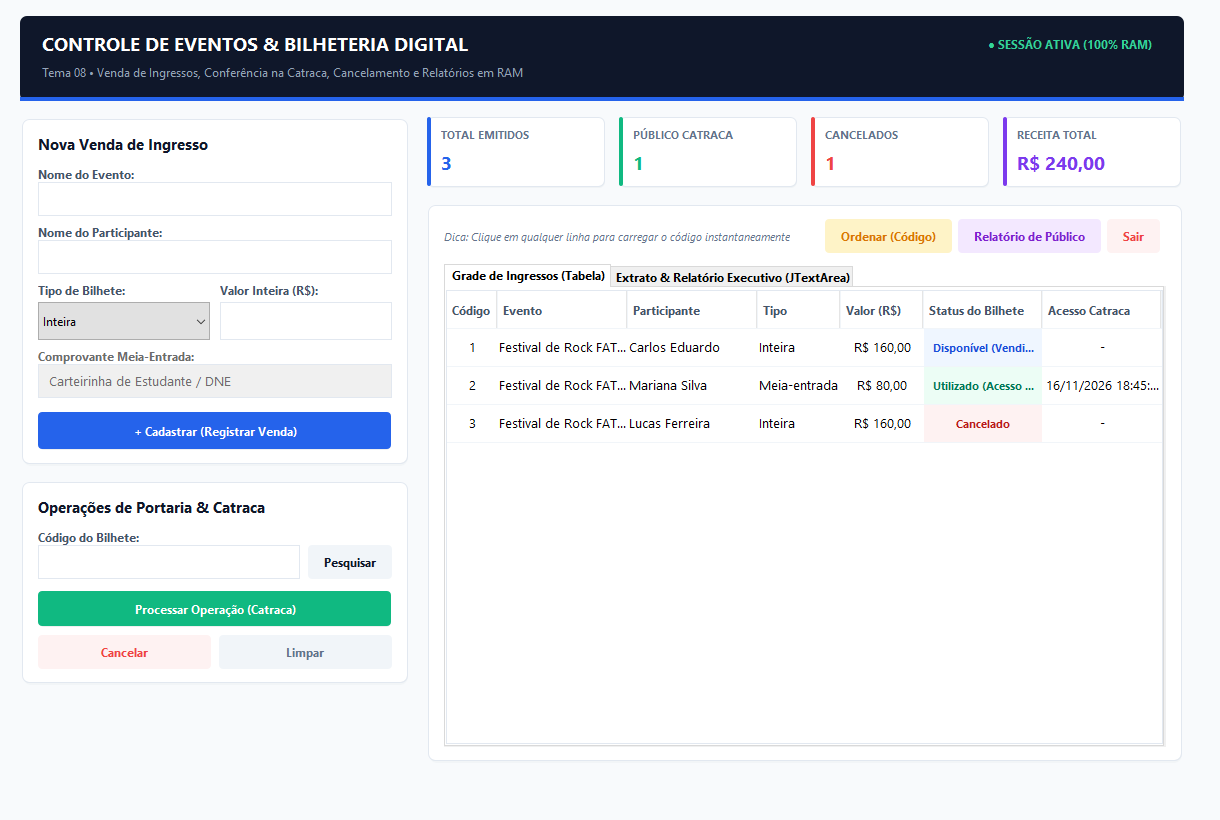 CONTROLE DE EVENTOS & BILHETERIA DIGITAL
● SESSÃO ATIVA (100% RAM)
Tema 08 • Venda de Ingressos, Conferência na Catraca, Cancelamento e Relatórios em RAM
Nova Venda de Ingresso
Nome do Evento:
Nome do Participante:
Tipo de Bilhete: Valor Inteira (R$):
Inteira
Comprovante Meia-Entrada:
Carteirinha de Estudante / DNE
+ Cadastrar (Registrar Venda)
Operações de Portaria & Catraca
Código do Bilhete:
Pesquisar
Processar Operação (Catraca)
Cancelar Limpar
TOTAL EMITIDOS PÚBLICO CATRACA CANCELADOS RECEITA TOTAL
3 1 1 R$ 240,00
Dica: Clique em qualquer linha para carregar o código instantaneamente Ordenar (Código) Relatório de Público Sair
Grade de Ingressos (Tabela) Extrato & Relatório Executivo (JTextArea)
Código Evento Participante Tipo Valor (R$) Status do Bilhete Acesso Catraca
1 Festival de Rock FAT... Carlos Eduardo Inteira R$ 160,00 Disponível (Vendi... -
2 Festival de Rock FAT... Mariana Silva Meia-entrada R$ 80,00 Utilizado (Acesso ... 16/11/2026 18:45:...
3 Festival de Rock FAT... Lucas Ferreira Inteira R$ 160,00 Cancelado -